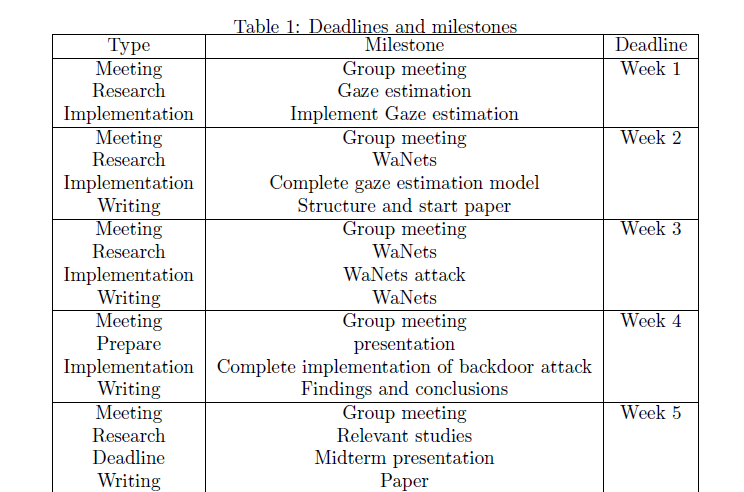 Table 1: Deadlines and milestones
Type Milestone Deadline
Meeting Group meeting Week 1
Research Gaze estimation
Implementation Implement Gaze estimation
Meeting Group meeting Week 2
Research WaNets
Implementation Complete gaze estimation model
Writing Structure and start paper
Meeting Group meeting Week 3
Research WaNets
Implementation WaNets attack
Writing WaNets
Meeting Group meeting Week 4
Prepare presentation
Implementation Complete implementation of backdoor attack
Writing Findings and conclusions
Meeting Group meeting Week 5
Research Relevant studies
Deadline Midterm presentation
Writing Paper